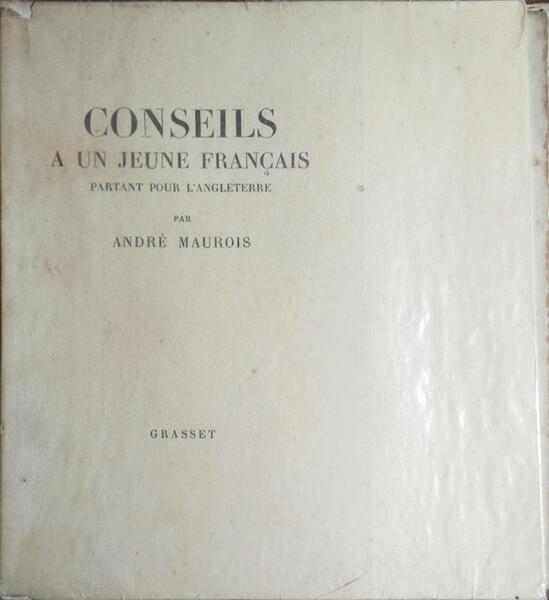 CONSEILS
A UN JEUNE FRANÇAIS
PARTANT POUR L'ANGLETERRE
PAR
ANDRÉ MAUROIS
GRASSET